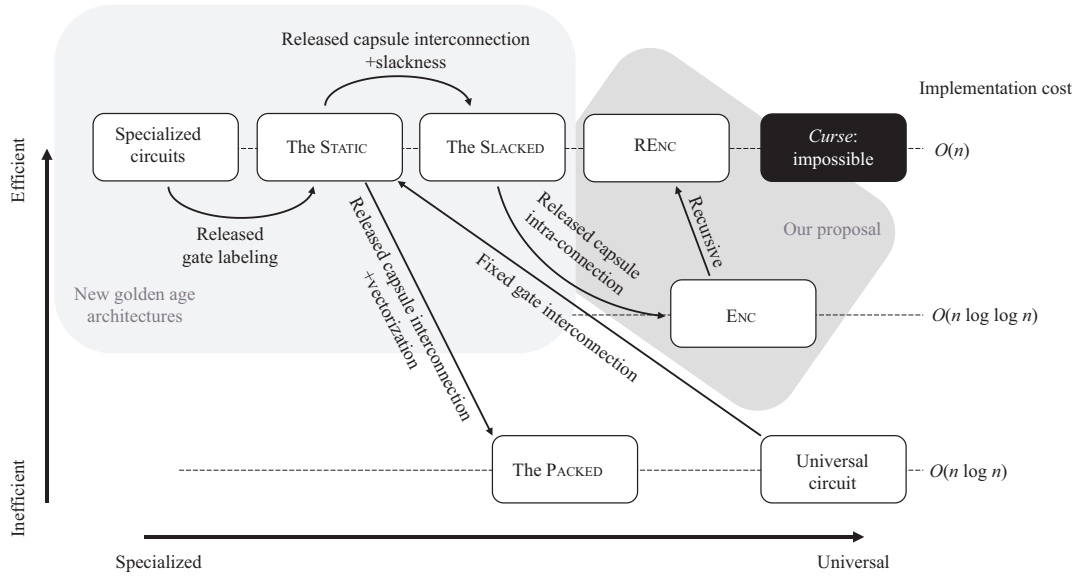 Released capsule interconnection
+slackness
Implementation cost
Efficient
Specialized
circuits
The STATIC
The SLACKED
RENC
Curse:
impossible
O(n)
Released
gate labeling
Released capsule
intra-connection
Recursive
Our proposal
Released capsule interconnection
+vectorization
Fixed gate interconnection
New golden age
architectures
ENC
O(n log log n)
Inefficient
The PACKED
Universal
circuit
O(n log n)
Specialized
Universal